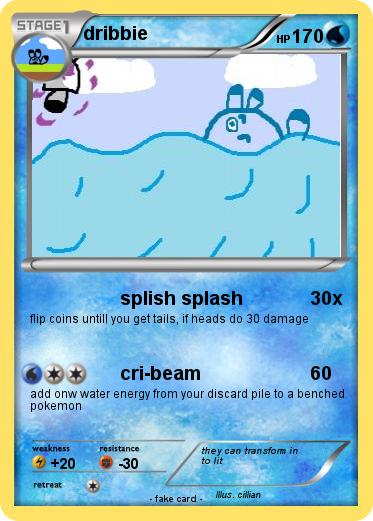 STAGE1
dribbie
HP170
splish splash 30x
flip coins untill you get tails, if heads do 30 damage
cri-beam 60
add onw water energy from your discard pile to a benched
pokemon
weakness
+20
resistance
-30
retreat
they can transform in
to lit
- fake card -
Illus. cillian